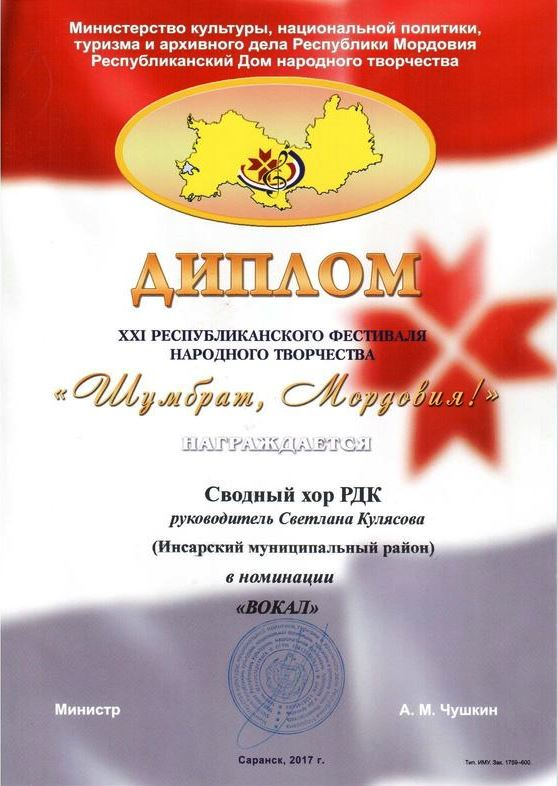 Министерство культуры, национальной политики,
туризма и архивного дела Республики Мордовия
Республиканский Дом народного творчества
ДИПЛОМ
XXI РЕСПУБЛИКАНСКОГО ФЕСТИВАЛЯ
НАРОДНОГО ТВОРЧЕСТВА
«Шумбрат, Мордовия!»
НАГРАЖДАЕТСЯ
Сводный хор РДК
руководитель Светлана Кулясова
(Инсарский муниципальный район)
в номинации
«ВОКАЛ»
Министр
А. М. Чушкин
Саранск, 2017 г.
Тип. ИМУ. Зак. 1759–600.